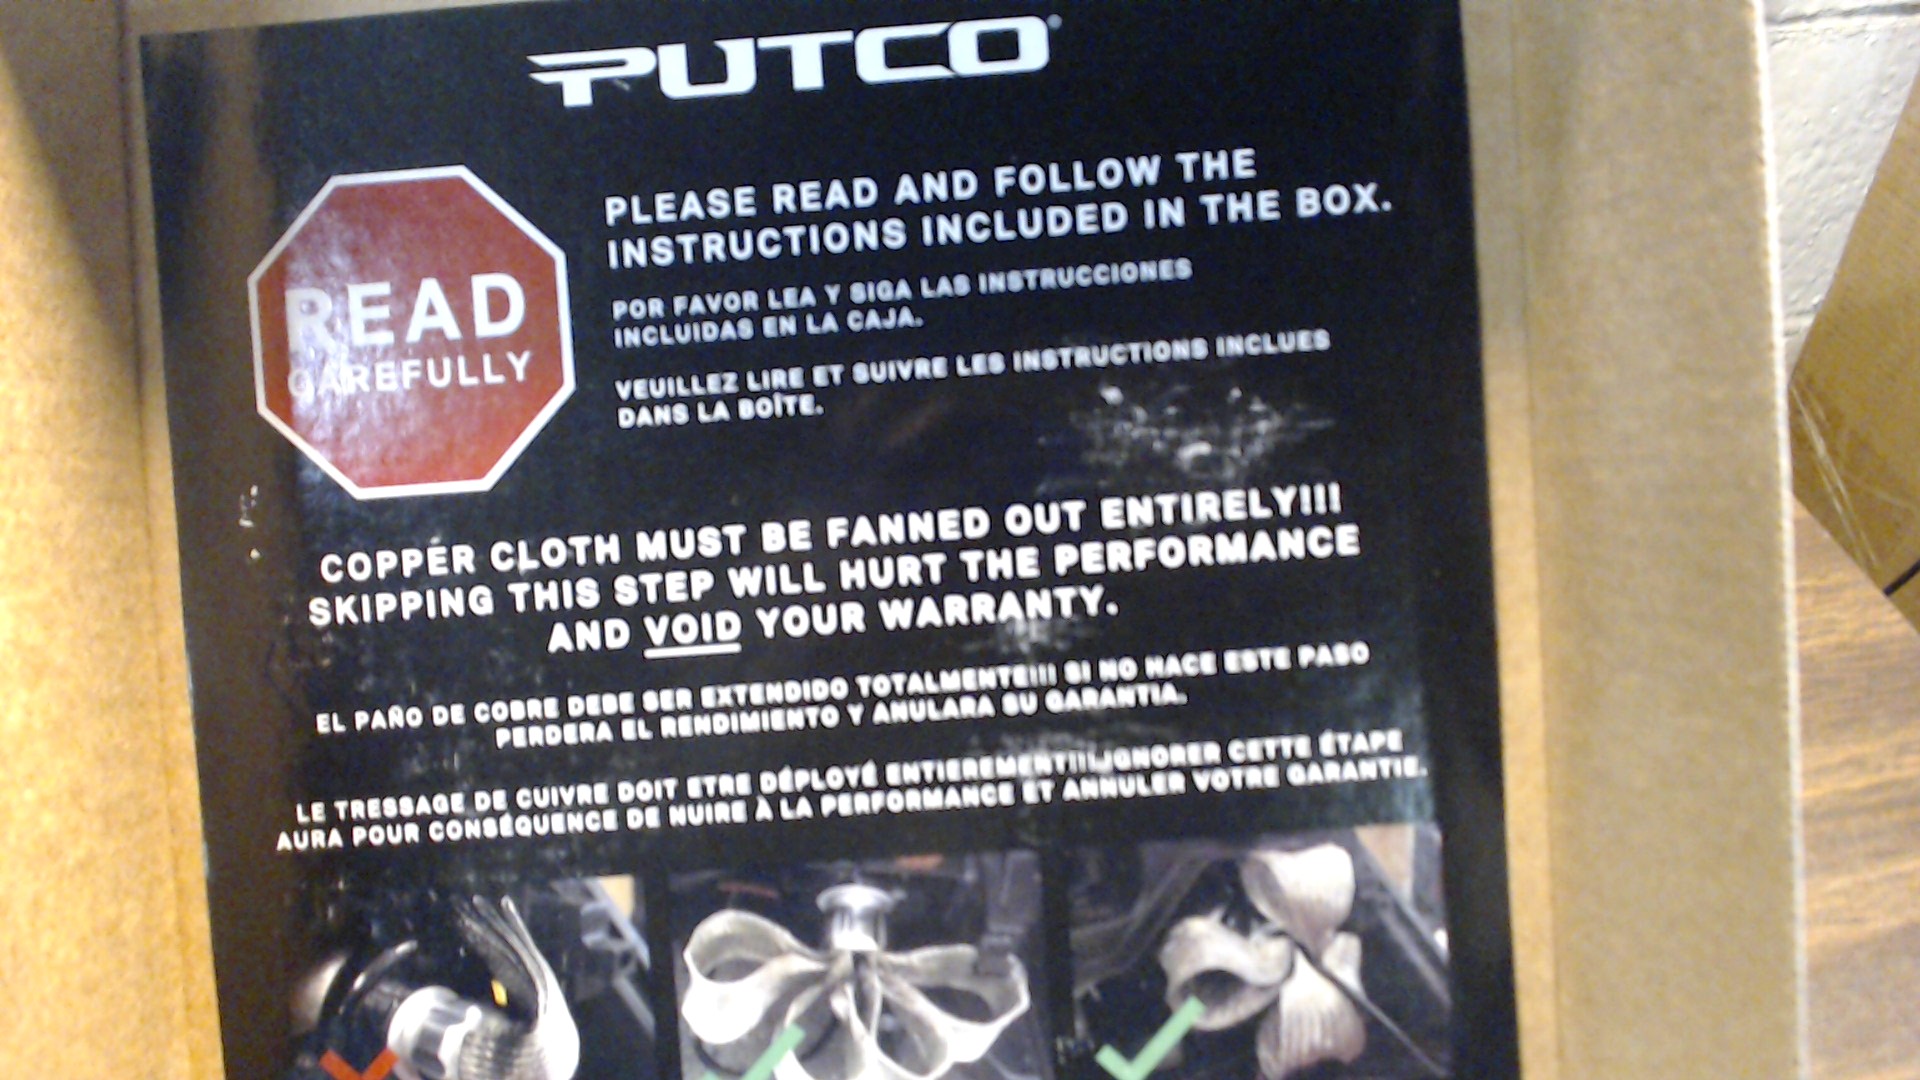 PUTCO
READ
CAREFULLY
PLEASE READ AND FOLLOW THE
INSTRUCTIONS INCLUDED IN THE BOX.
POR FAVOR LEA Y SIGA LAS INSTRUCCIONES
INCLUIDAS EN LA CAJA.
VEUILLEZ LIRE ET SUIVRE LES INSTRUCTIONS INCLUES
DANS LA BOÎTE.
COPPER CLOTH MUST BE FANNED OUT ENTIRELY!!!
SKIPPING THIS STEP WILL HURT THE PERFORMANCE
AND VOID YOUR WARRANTY.
EL PAÑO DE COBRE DEBE SER EXTENDIDO TOTALMENTE!!! SI NO HACE ESTE PASO
PERDERA EL RENDIMIENTO Y ANULARA SU GARANTIA.
LE TRESSAGE DE CUIVRE DOIT ETRE DÉPLOYÉ ENTIEREMENT!!! IGNORER CETTE ÉTAPE
AURA POUR CONSÉQUENCE DE NUIRE À LA PERFORMANCE ET ANNULER VOTRE GARANTIE.